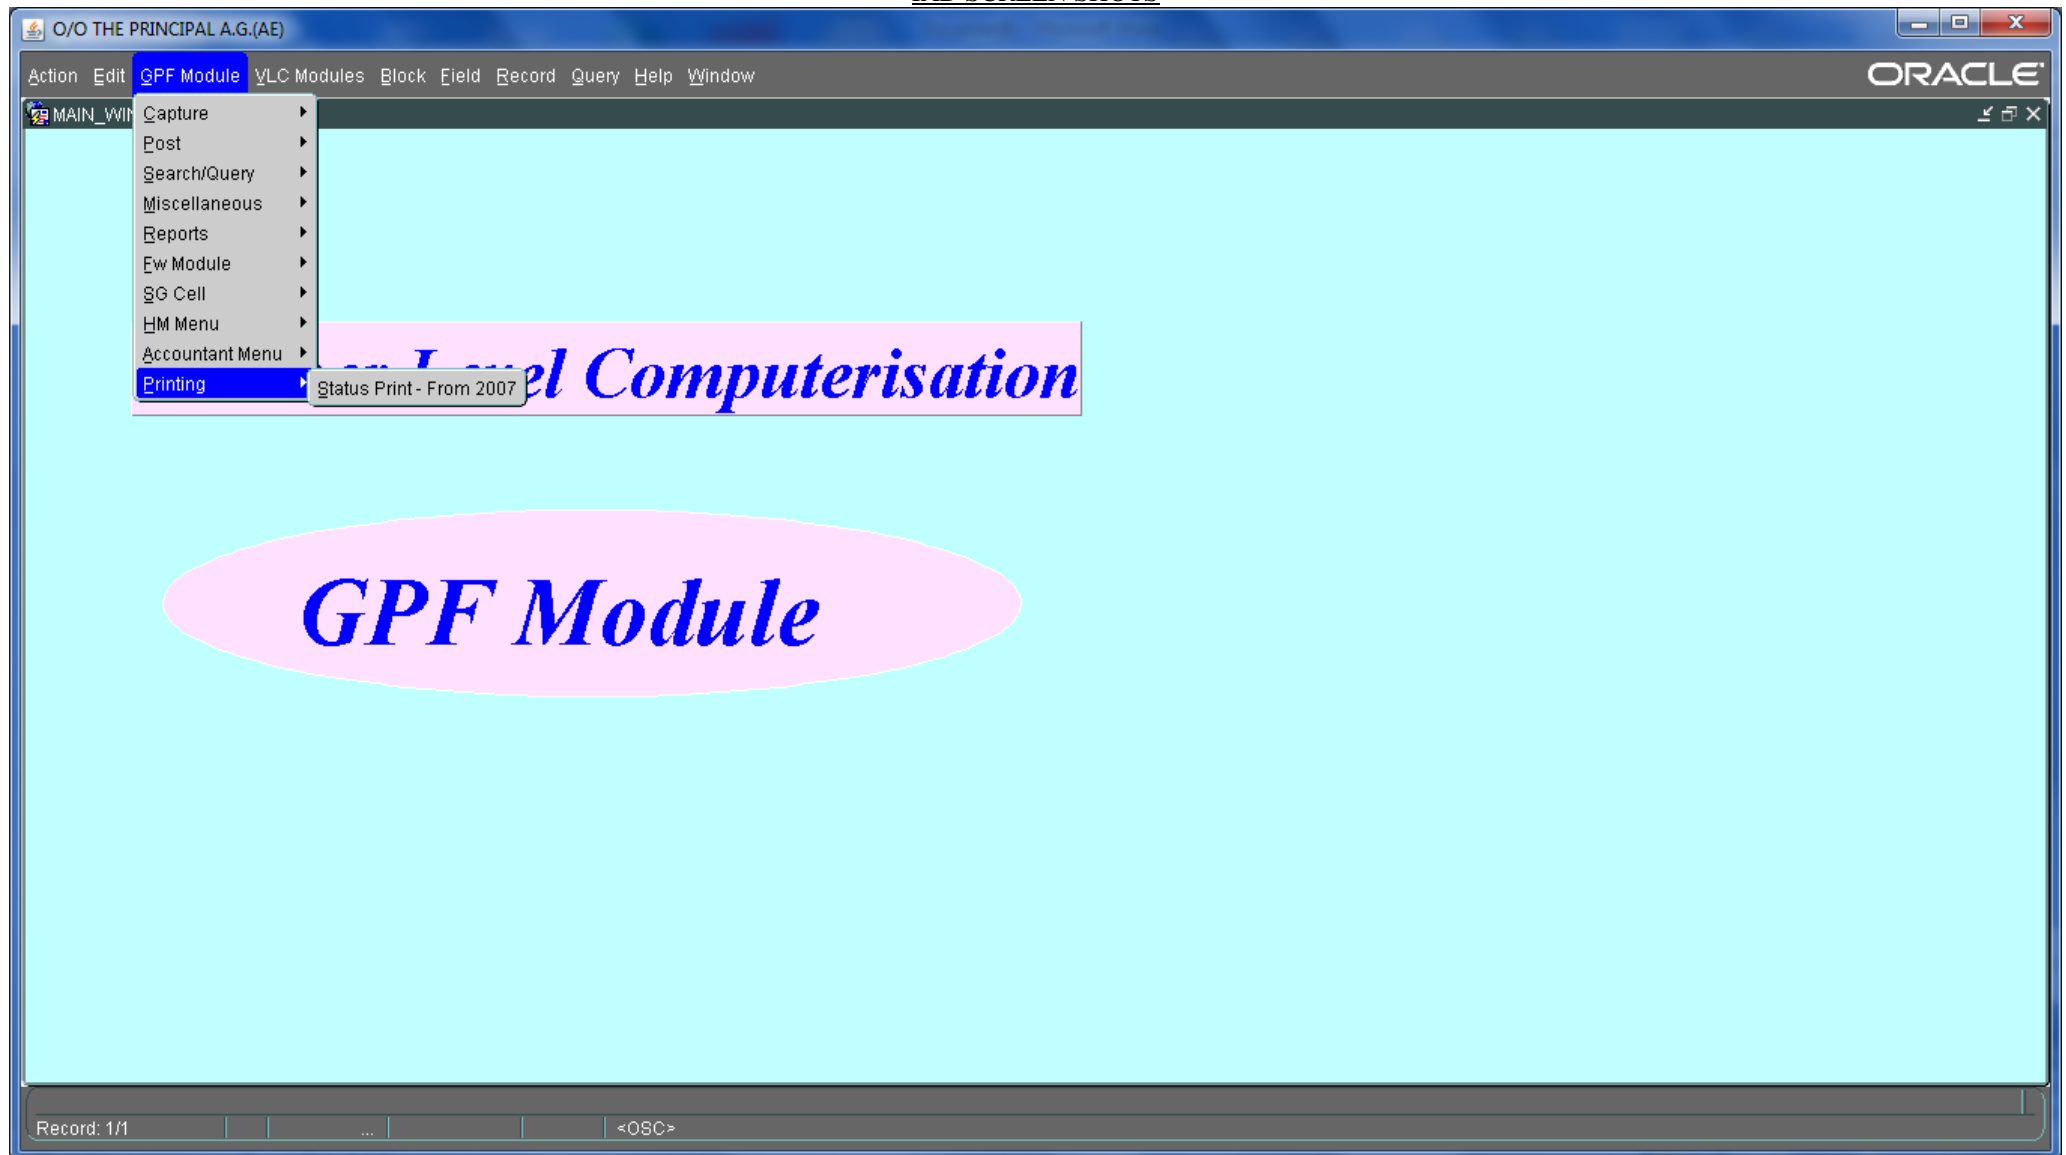 O/O THE PRINCIPAL A.G.(AE)
Action Edit GPF Module VLC Modules Block Field Record Query Help Window
ORACLE
Capture
Post
Search/Query
Miscellaneous
Reports
Fw Module
SG Cell
HM Menu
Accountant Menu
Printing
Status Print - From 2007
Computerisation
GPF Module
Record: 1/1 ... <OSC>